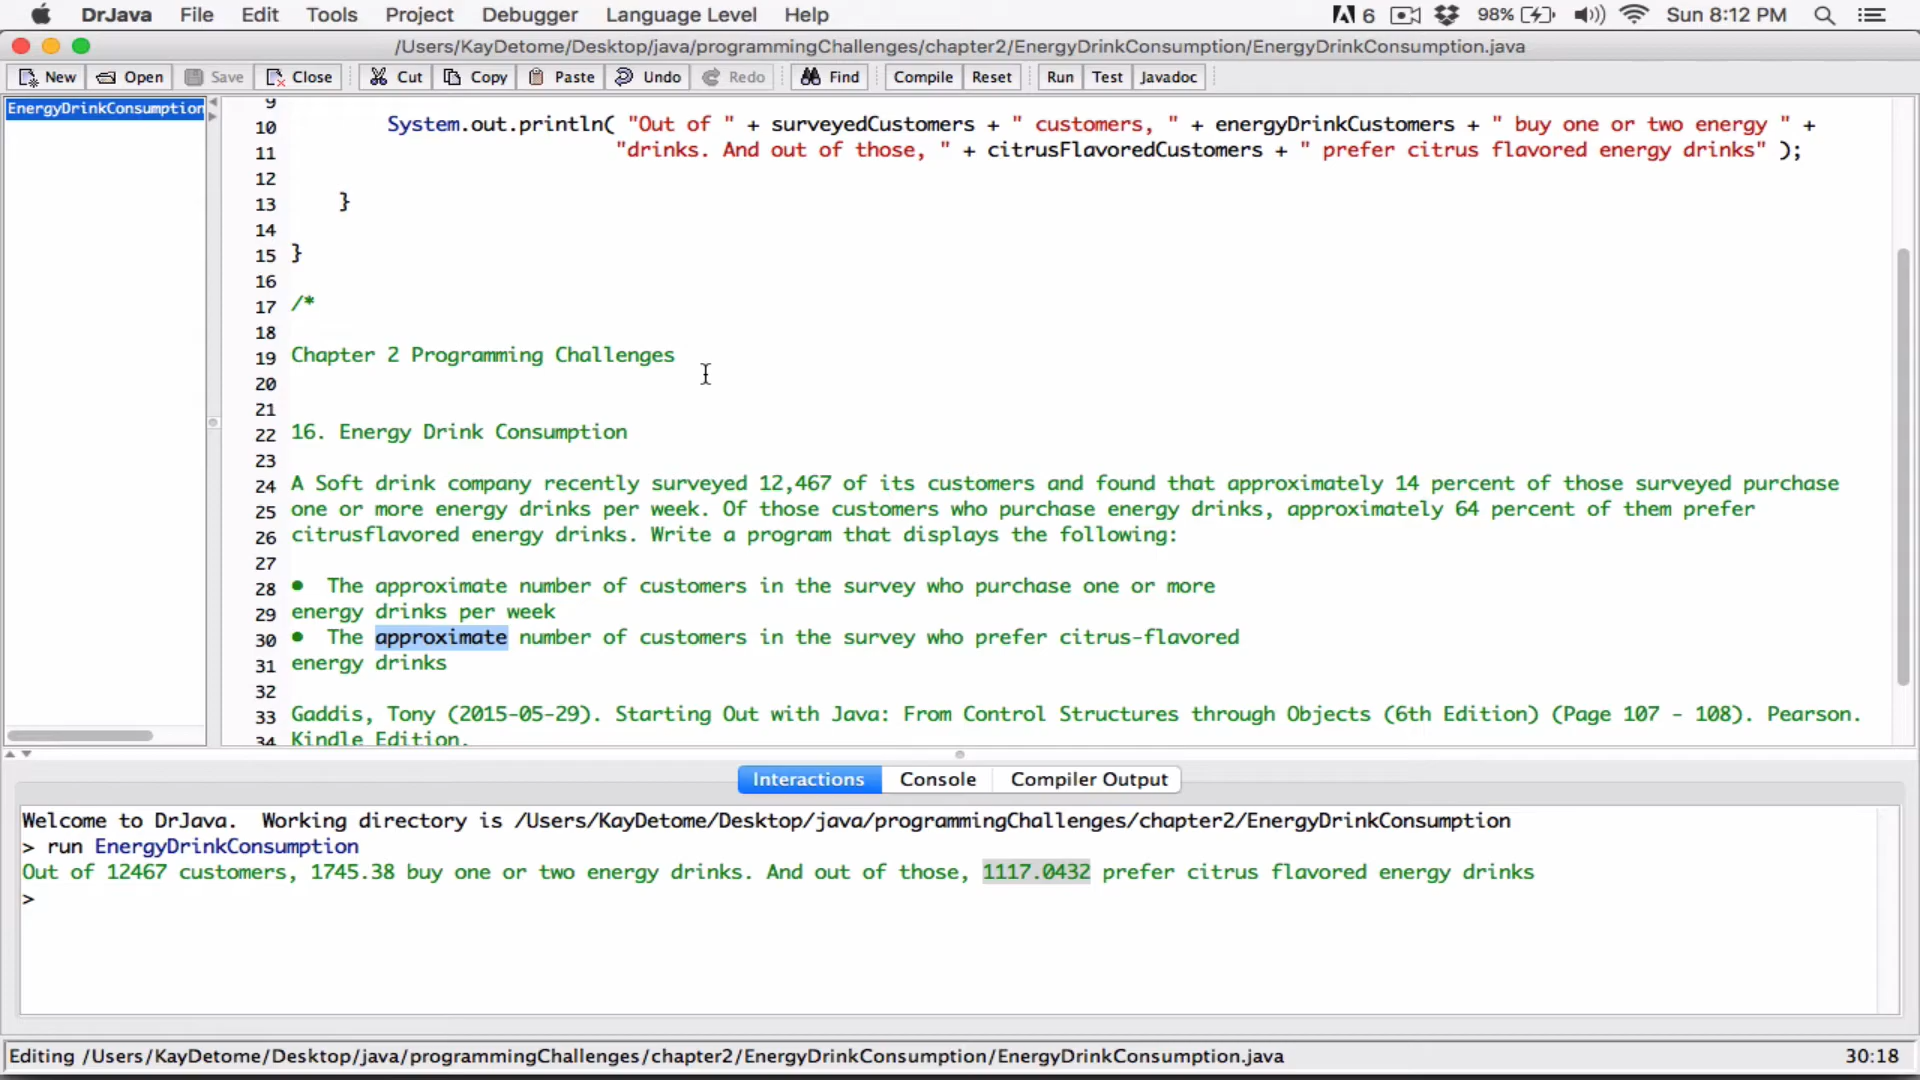 DrJava File Edit Tools Project Debugger Language Level Help 6 98% Sun 8:12 PM
/Users/KayDetome/Desktop/java/programmingChallenges/chapter2/EnergyDrinkConsumption/EnergyDrinkConsumption.java
New Open Save Close Cut Copy Paste Undo Redo Find Compile Reset Run Test Javadoc
EnergyDrinkConsumption
9
10 System.out.println( "Out of " + surveyedCustomers + " customers, " + energyDrinkCustomers + " buy one or two energy " +
11 "drinks. And out of those, " + citrusFlavoredCustomers + " prefer citrus flavored energy drinks" );
12
13 }
14
15 }
16
17 /*
18
19 Chapter 2 Programming Challenges
20
21
22 16. Energy Drink Consumption
23
24 A Soft drink company recently surveyed 12,467 of its customers and found that approximately 14 percent of those surveyed purchase
25 one or more energy drinks per week. Of those customers who purchase energy drinks, approximately 64 percent of them prefer
26 citrusflavored energy drinks. Write a program that displays the following:
27
28 ● The approximate number of customers in the survey who purchase one or more
29 energy drinks per week
30 ● The approximate number of customers in the survey who prefer citrus-flavored
31 energy drinks
32
33 Gaddis, Tony (2015-05-29). Starting Out with Java: From Control Structures through Objects (6th Edition) (Page 107 - 108). Pearson.
34 Kindle Edition.
Interactions Console Compiler Output
Welcome to DrJava. Working directory is /Users/KayDetome/Desktop/java/programmingChallenges/chapter2/EnergyDrinkConsumption
> run EnergyDrinkConsumption
Out of 12467 customers, 1745.38 buy one or two energy drinks. And out of those, 1117.0432 prefer citrus flavored energy drinks
>
Editing /Users/KayDetome/Desktop/java/programmingChallenges/chapter2/EnergyDrinkConsumption/EnergyDrinkConsumption.java 30:18